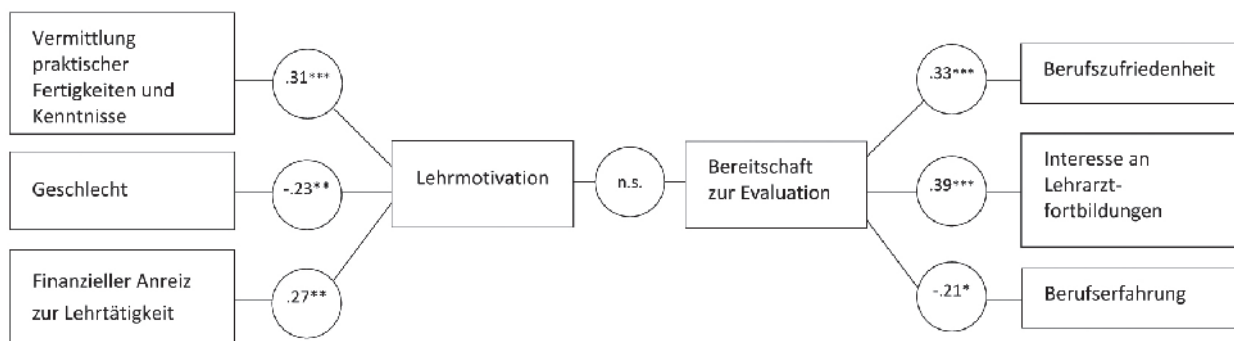 Vermittlung
praktischer
Fertigkeiten und
Kenntnisse
.31***
Geschlecht
-.23**
Finanzieller Anreiz
zur Lehrtätigkeit
.27**
Lehrmotivation
n.s.
Bereitschaft
zur Evaluation
.33***
Berufszufriedenheit
.39***
Interesse an
Lehrarzt-
fortbildungen
-.21*
Berufserfahrung